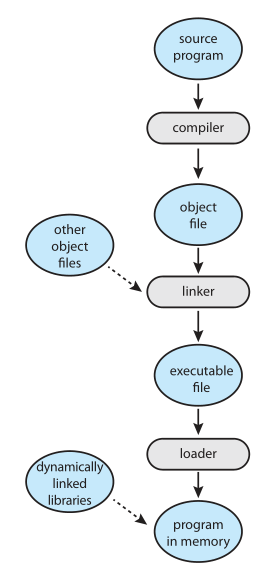 source
program
compiler
object
file
other
object
files
linker
executable
file
loader
dynamically
linked
libraries
program
in memory